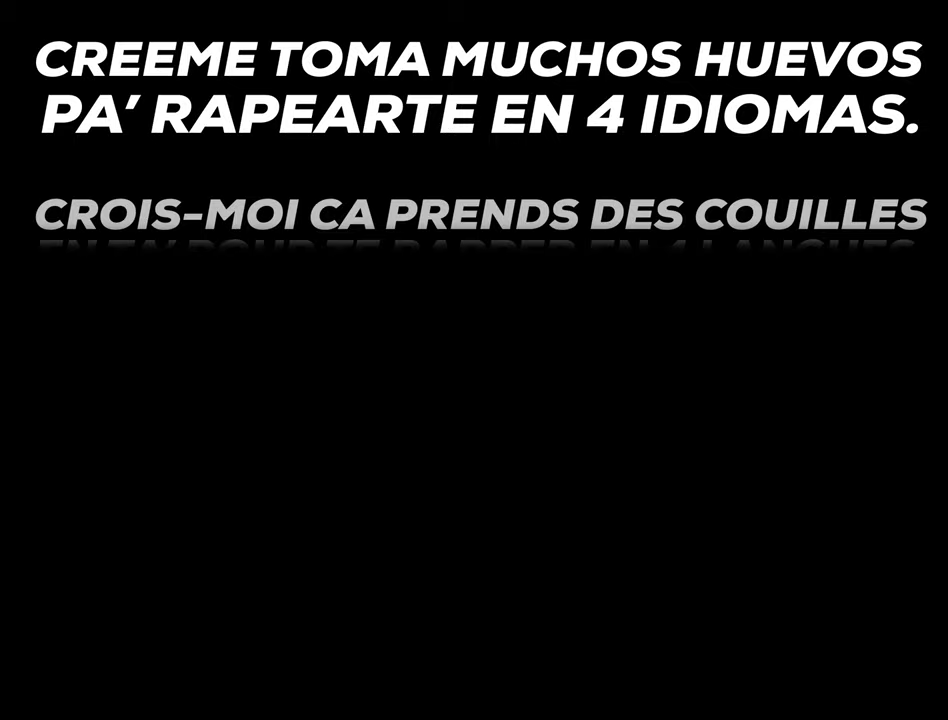 CREEME TOMA MUCHOS HUEVOS
PA' RAPEARTE EN 4 IDIOMAS.
CROIS-MOI CA PRENDS DES COUILLES